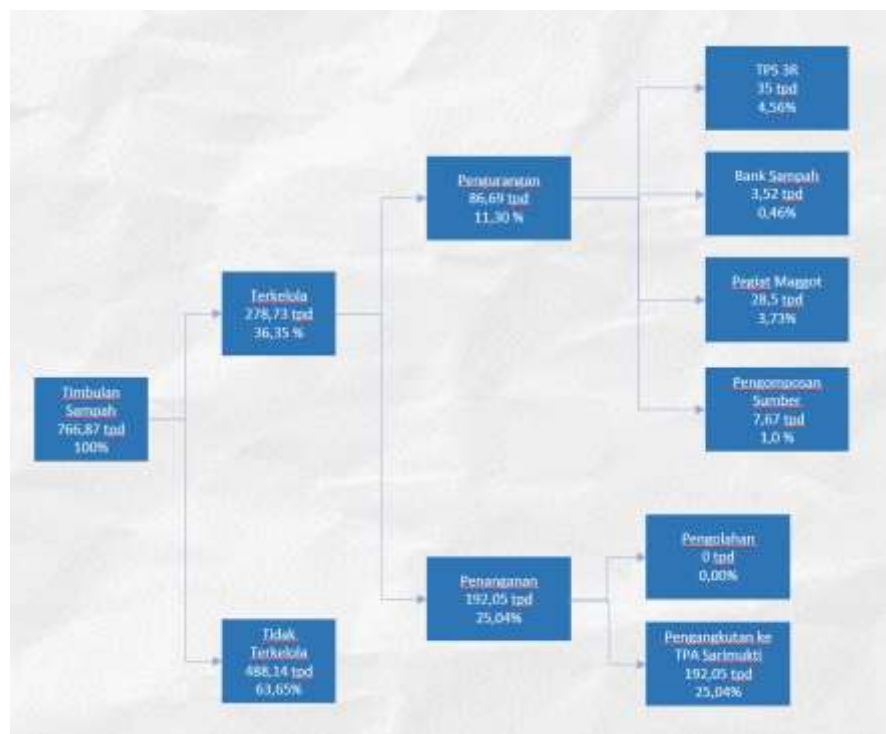 TPS 3R
35 tpd
4,56%
Pengurangan
86,69 tpd
11,30 %
Bank Sampah
3,52 tpd
0,46%
Pegiat Maggot
28,5 tpd
3,73%
Terkelola
278,73 tpd
36,35 %
Pengomposan
Sumber
7,67 tpd
1,0 %
Timbulan
Sampah
766,87 tpd
100%
Pengolahan
0 tpd
0,00%
Penanganan
192,05 tpd
25,04%
Tidak
Terkelola
488,14 tpd
63,65%
Pengangkutan ke
TPA Sarimukti
192,05 tpd
25,04%